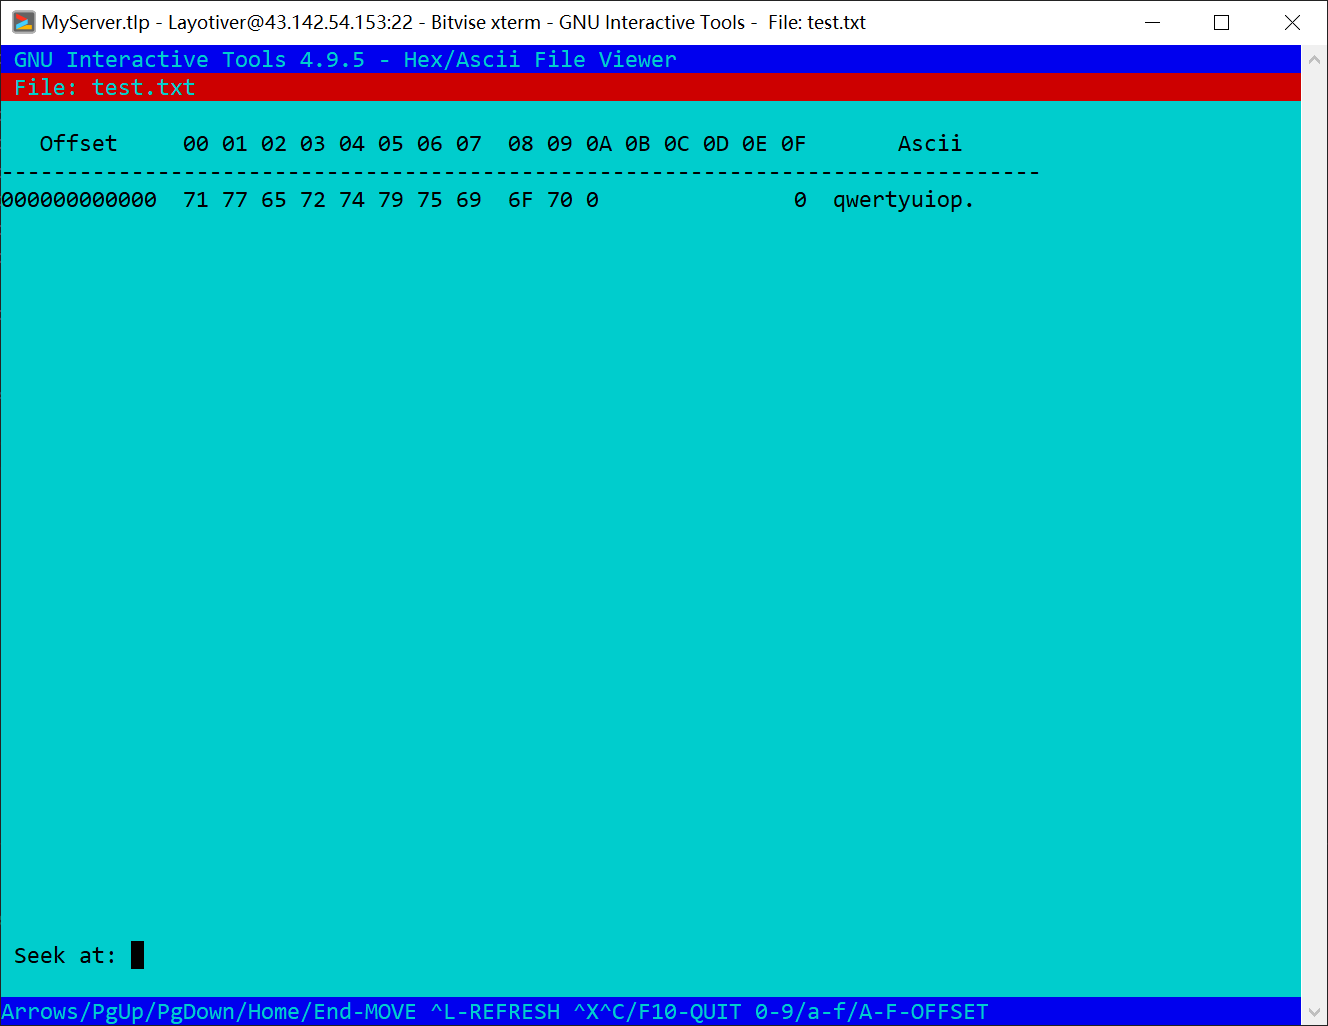 MyServer.tlp - Layotiver@43.142.54.153:22 - Bitvise xterm - GNU Interactive Tools -  File: test.txt
GNU Interactive Tools 4.9.5 - Hex/Ascii File Viewer
File: test.txt
Offset     00 01 02 03 04 05 06 07  08 09 0A 0B 0C 0D 0E 0F       Ascii
--------------------------------------------------------------------------------
000000000000  71 77 65 72 74 79 75 69  6F 70 0               0  qwertyuiop.
Seek at:
Arrows/PgUp/PgDown/Home/End-MOVE ^L-REFRESH ^X^C/F10-QUIT 0-9/a-f/A-F-OFFSET